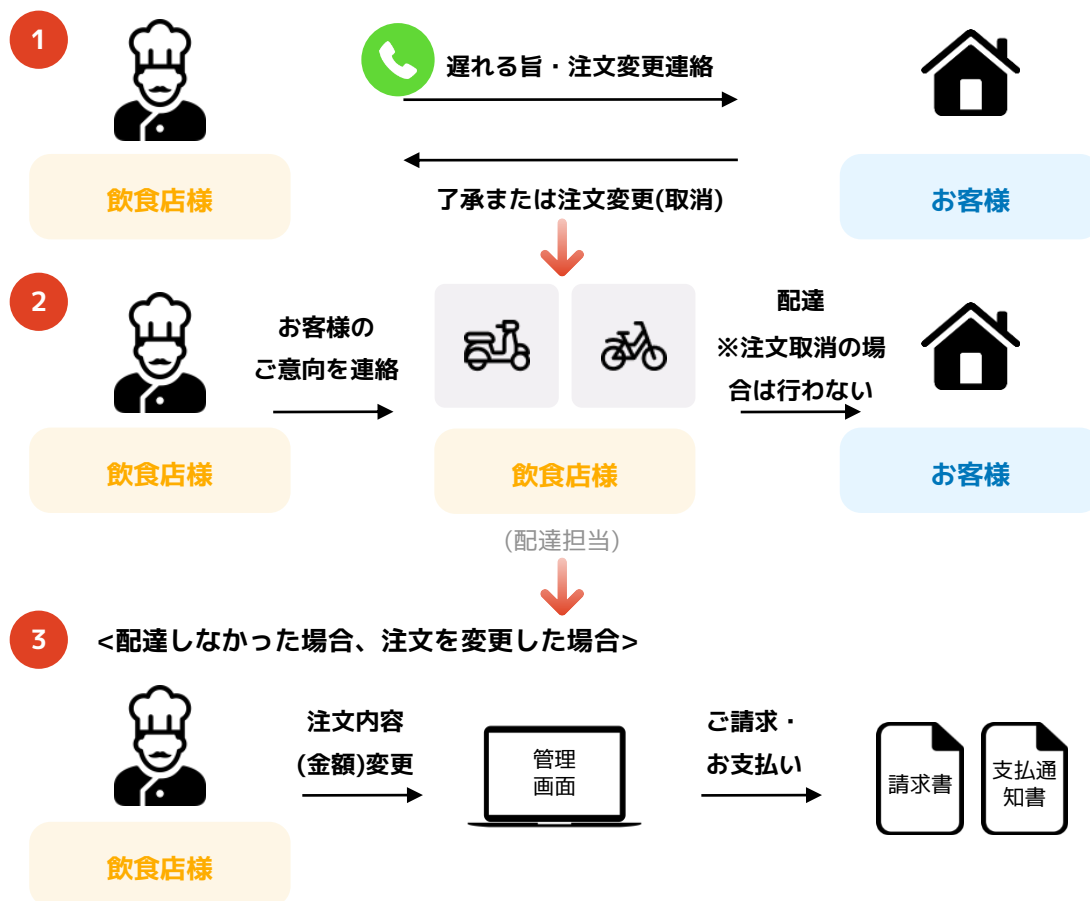 1
遅れる旨・注文変更連絡
飲食店様
了承または注文変更(取消)
お客様
2
お客様の
ご意向を連絡
配達
※注文取消の場
合は行わない
飲食店様
飲食店様
(配達担当)
お客様
3
<配達しなかった場合、注文を変更した場合>
注文内容
(金額)変更
管理
画面
ご請求・
お支払い
請求書
支払通
知書
飲食店様